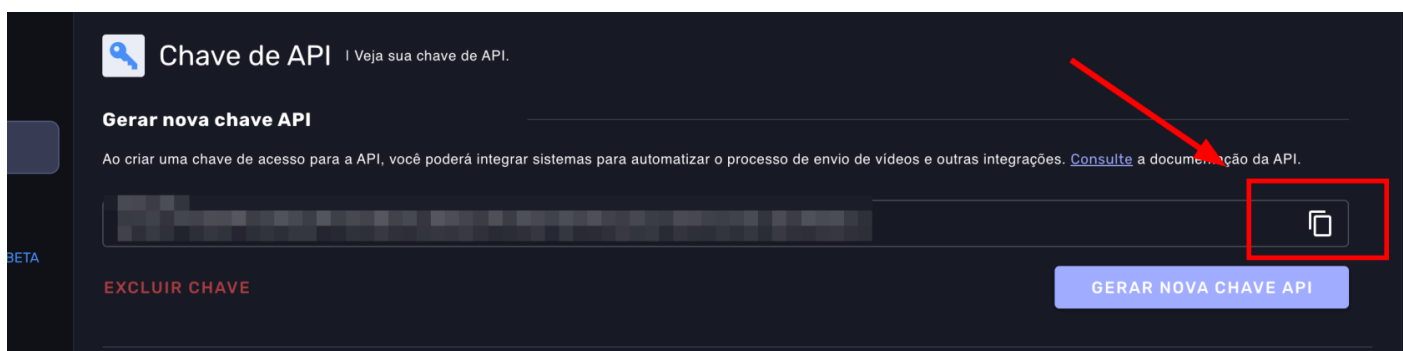 Chave de API | Veja sua chave de API.
Gerar nova chave API
Ao criar uma chave de acesso para a API, você poderá integrar sistemas para automatizar o processo de envio de vídeos e outras integrações. Consulte a documentação da API.
BETA
EXCLUIR CHAVE
GERAR NOVA CHAVE API